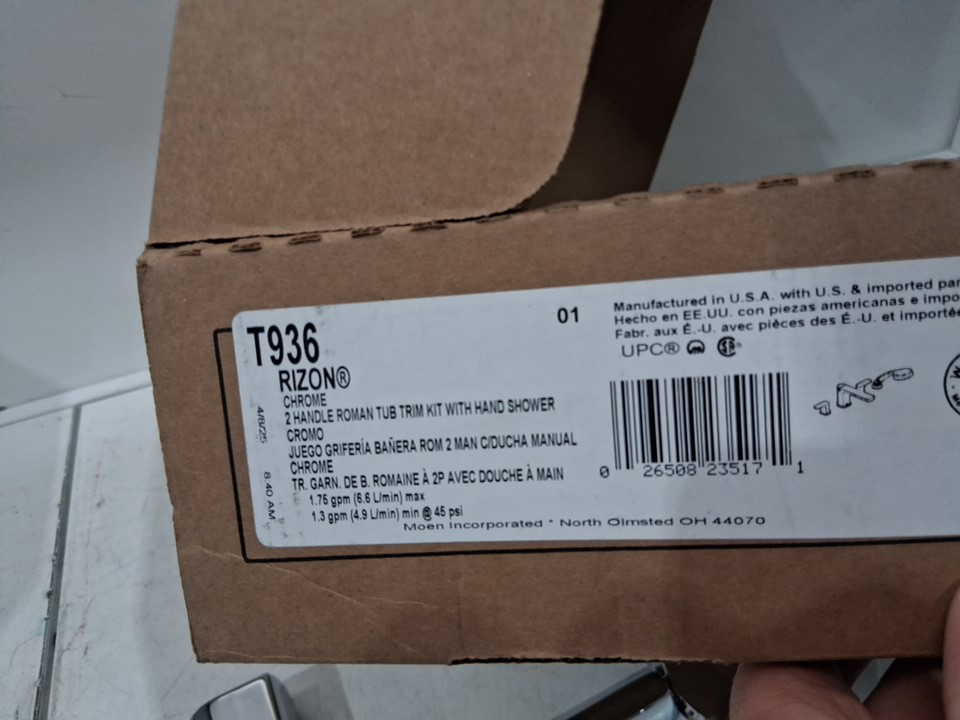 T936
01
RIZON®
CHROME
2 HANDLE ROMAN TUB TRIM KIT WITH HAND SHOWER
CROMO
JUEGO GRIFERÍA BAÑERA ROM 2 MAN C/DUCHA MANUAL
CHROME
TR. GARN. DE B. ROMAINE À 2P AVEC DOUCHE À MAIN
1.75 gpm (6.6 L/min) max
1.3 gpm (4.9 L/min) min @ 45 psi
Moen Incorporated * North Olmsted OH 44070
4/8/25 8:40 AM
Manufactured in U.S.A. with U.S. & imported
Hecho en EE.UU. con piezas americanas e
Fabr. aux É.-U. avec pièces des É.-U. et
UPC®
0 26508 23517 1